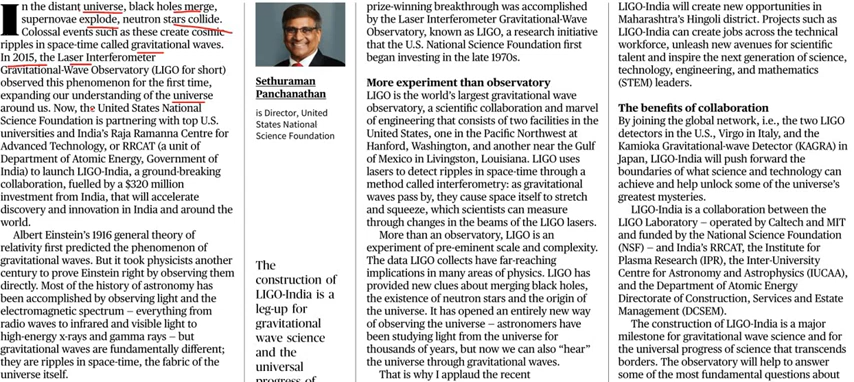 In the distant universe, black holes merge,
supernovae explode, neutron stars collide.
Colossal events such as these create cosmic
ripples in space-time called gravitational waves.
In 2015, the Laser Interferometer
Gravitational-Wave Observatory (LIGO for short)
observed this phenomenon for the first time,
expanding our understanding of the universe
around us. Now, the United States National
Science Foundation is partnering with top U.S.
universities and India's Raja Ramanna Centre for
Advanced Technology, or RRCAT (a unit of
Department of Atomic Energy, Government of
India) to launch LIGO-India, a ground-breaking
collaboration, fuelled by a $320 million
investment from India, that will accelerate
discovery and innovation in India and around the
world.
Albert Einstein's 1916 general theory of
relativity first predicted the phenomenon of
gravitational waves. But it took physicists another
century to prove Einstein right by observing them
directly. Most of the history of astronomy has
been accomplished by observing light and the
electromagnetic spectrum — everything from
radio waves to infrared and visible light to
high-energy x-rays and gamma rays — but
gravitational waves are fundamentally different;
they are ripples in space-time, the fabric of the
universe itself.
Sethuraman
Panchanathan
is Director, United
States National
Science Foundation
The
construction of
LIGO-India is a
leg-up for
gravitational
wave science
and the
universal
progress of
prize-winning breakthrough was accomplished
by the Laser Interferometer Gravitational-Wave
Observatory, known as LIGO, a research initiative
that the U.S. National Science Foundation first
began investing in the late 1970s.
More experiment than observatory
LIGO is the world's largest gravitational wave
observatory, a scientific collaboration and marvel
of engineering that consists of two facilities in the
United States, one in the Pacific Northwest at
Hanford, Washington, and another near the Gulf
of Mexico in Livingston, Louisiana. LIGO uses
lasers to detect ripples in space-time through a
method called interferometry: as gravitational
waves pass by, they cause space itself to stretch
and squeeze, which scientists can measure
through changes in the beams of the LIGO lasers.
More than an observatory, LIGO is an
experiment of pre-eminent scale and complexity.
The data LIGO collects have far-reaching
implications in many areas of physics. LIGO has
provided new clues about merging black holes,
the existence of neutron stars and the origin of
the universe. It has opened an entirely new way
of observing the universe — astronomers have
been studying light from the universe for
thousands of years, but now we can also "hear"
the universe through gravitational waves.
That is why I applaud the recent
LIGO-India will create new opportunities in
Maharashtra's Hingoli district. Projects such as
LIGO-India can create jobs across the technical
workforce, unleash new avenues for scientific
talent and inspire the next generation of science,
technology, engineering, and mathematics
(STEM) leaders.
The benefits of collaboration
By joining the global network, i.e., the two LIGO
detectors in the U.S., Virgo in Italy, and the
Kamioka Gravitational-wave Detector (KAGRA) in
Japan, LIGO-India will push forward the
boundaries of what science and technology can
achieve and help unlock some of the universe's
greatest mysteries.
LIGO-India is a collaboration between the
LIGO Laboratory — operated by Caltech and MIT
and funded by the National Science Foundation
(NSF) — and India's RRCAT, the Institute for
Plasma Research (IPR), the Inter-University
Centre for Astronomy and Astrophysics (IUCAA),
and the Department of Atomic Energy
Directorate of Construction, Services and Estate
Management (DCSEM).
The construction of LIGO-India is a major
milestone for gravitational wave science and for
the universal progress of science that transcends
borders. The observatory will help to answer
some of the most fundamental questions about